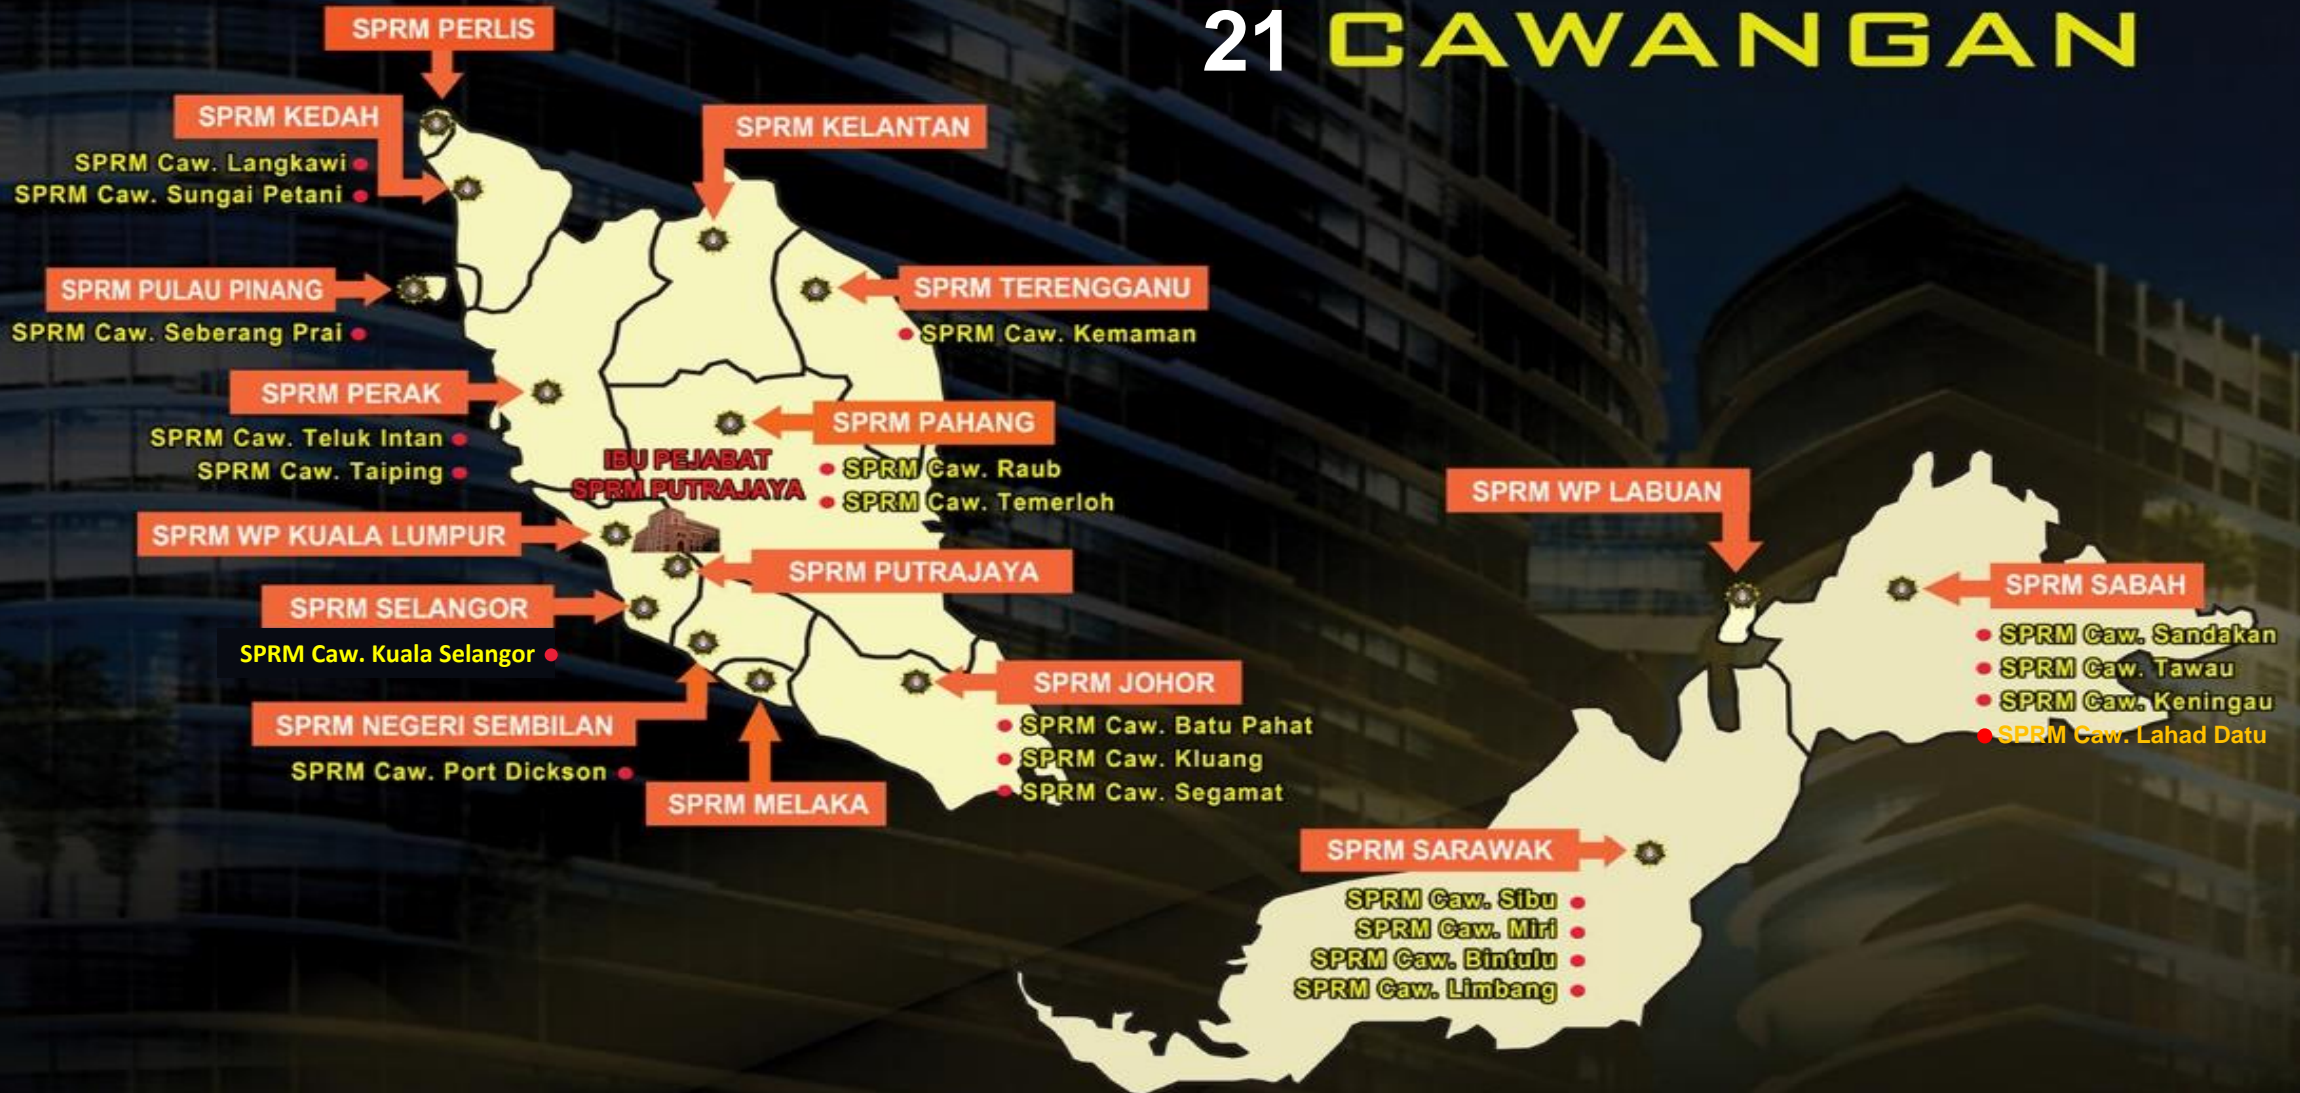 21 CAWANGAN
SPRM PERLIS
SPRM KEDAH
SPRM Caw. Langkawi
SPRM Caw. Sungai Petani
SPRM KELANTAN
SPRM PULAU PINANG
SPRM Caw. Seberang Prai
SPRM TERENGGANU
SPRM Caw. Kemaman
SPRM PERAK
SPRM Caw. Teluk Intan
SPRM Caw. Taiping
SPRM PAHANG
SPRM Caw. Raub
SPRM Caw. Temerloh
IBU PEJABAT
SPRM PUTRAJAYA
SPRM WP KUALA LUMPUR
SPRM PUTRAJAYA
SPRM SELANGOR
SPRM Caw. Kuala Selangor
SPRM NEGERI SEMBILAN
SPRM Caw. Port Dickson
SPRM MELAKA
SPRM JOHOR
SPRM Caw. Batu Pahat
SPRM Caw. Kluang
SPRM Caw. Segamat
SPRM WP LABUAN
SPRM SABAH
SPRM Caw. Sandakan
SPRM Caw. Tawau
SPRM Caw. Keningau
SPRM Caw. Lahad Datu
SPRM SARAWAK
SPRM Caw. Sibu
SPRM Caw. Miri
SPRM Caw. Bintulu
SPRM Caw. Limbang